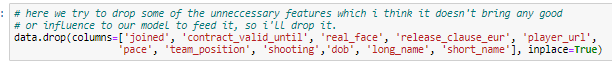 : # here we try to drop some of the unneccessary features which i think it doesn't bring any good
# or influence to our model to feed it, so i'LL drop it.
data.drop(columns=['joined', 'contract_valid_until', 'real_face', 'release_clause_eur', 'player_url',
'pace', 'team_position', 'shooting','dob', 'long_name', 'short_name'], inplace=True)